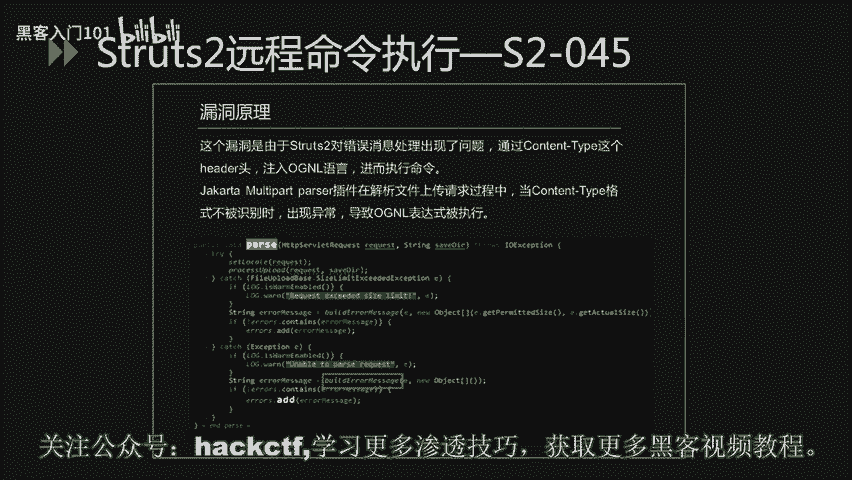 黑客入门101 bilibili
Struts2远程命令执行—S2-045
漏洞原理
这个漏洞是由于Struts2对错误消息处理出现了问题，通过Content-Type这个
header头，注入OGNL语言，进而执行命令。
Jakarta Multipart parser插件在解析文件上传请求过程中，当Content-Type格
式不被识别时，出现异常，导致OGNL表达式被执行。
parse(HttpServletRequest request, String saveDir) throws IOException {
try {
setLocale(request);
processUpload(request, saveDir);
} catch (FileUploadBase.SizeLimitExceededException e) {
if (LOG.isWarnEnabled()) {
LOG.warn("Request exceeded size limit!", e);
}
String errorMessage = buildErrorMessage(e, new Object[]{e.getPermittedSize(), e.getActualSize()}
if (!errors.contains(errorMessage)) {
errors.add(errorMessage);
}
} catch (Exception e) {
if (LOG.isWarnEnabled()) {
LOG.warn("Unable to parse request", e);
}
String errorMessage = buildErrorMessage(e, new Object[]{});
if (!errors.contains(errorMessage)) {
errors.add(errorMessage);
}
}
} - end parse -
关注公众号：hackctf,学习更多渗透技巧，获取更多黑客视频教程。